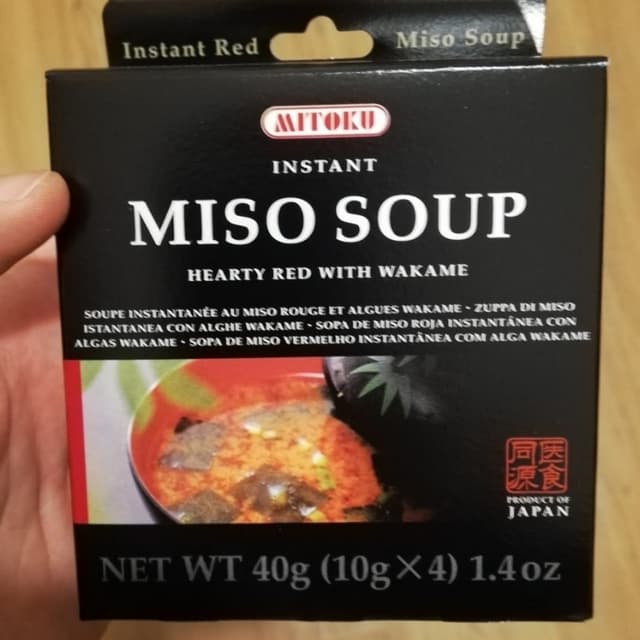 Instant Red Miso Soup
MITOKU
INSTANT
MISO SOUP
HEARTY RED WITH WAKAME
SOUPE INSTANTANÉE AU MISO ROUGE ET ALGUES WAKAME - ZUPPA DI MISO
ISTANTANEA CON ALGHE WAKAME - SOPA DE MISO ROJA INSTANTÁNEA CON
ALGAS WAKAME - SOPA DE MISO VERMELHO INSTANTÂNEA COM ALGA WAKAME
医食
同源
PRODUCT OF
JAPAN
NET WT 40g (10g×4) 1.4oz